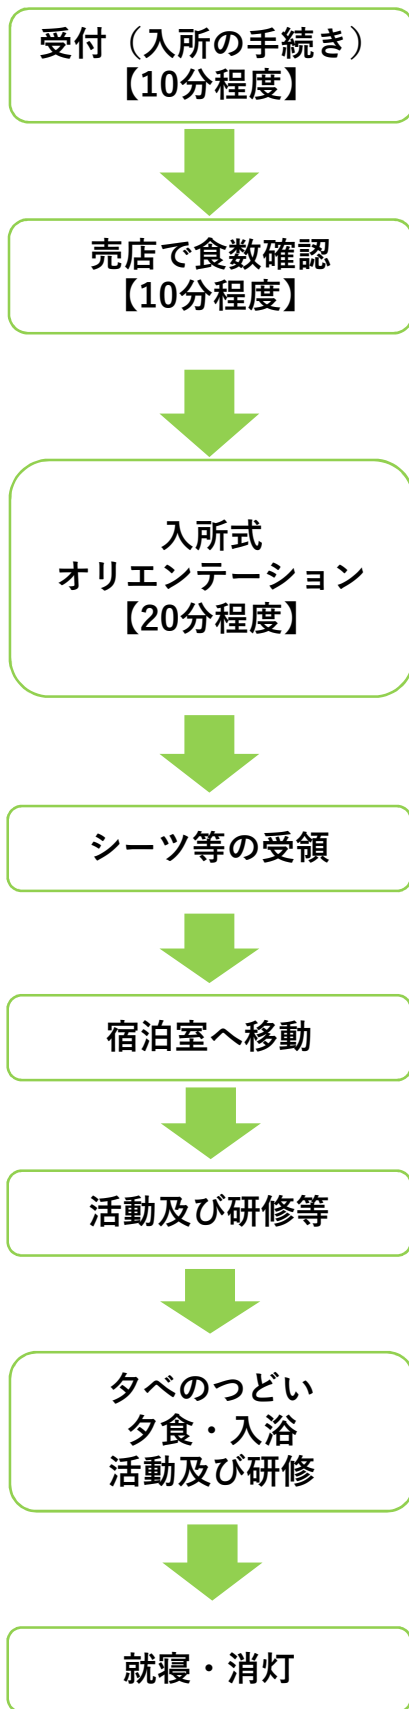 受付（入所の手続き）
【10分程度】
売店で食数確認
【10分程度】
入所式
オリエンテーション
【20分程度】
シーツ等の受領
宿泊室へ移動
活動及び研修等
夕べのつどい
夕食・入浴
活動及び研修
就寝・消灯